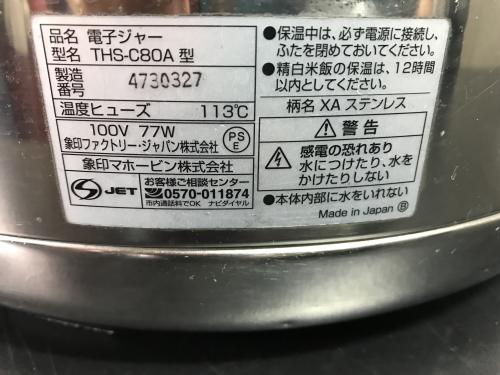 品名 電子ジャー
型名 THS-C80A 型
製造番号 4730327
温度ヒューズ 113℃
100V 77W
象印ファクトリー・ジャパン株式会社
PS
E
象印マホービン株式会社
JET
お客様ご相談センター
0570-011874
市内通話料でOK ナビダイヤル
●保温中は、必ず電源に接続し、
ふたを閉めておいてください。
●精白米飯の保温は、12時間
以内としてください。
柄名 XA ステンレス
警告
感電の恐れあり
水につけたり、水を
かけたりしない
●本体内部に水をいれない
Made in Japan Ⓑ